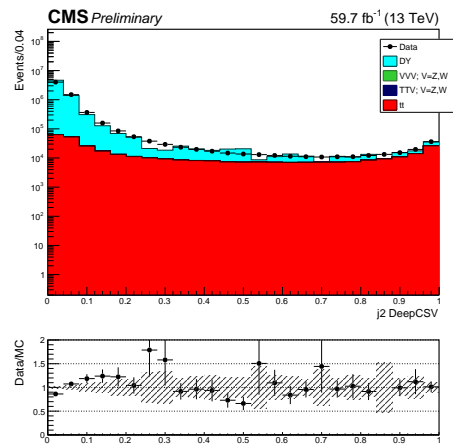 CMS Preliminary 59.7 fb⁻¹ (13 TeV)
Events/0.04
10⁸
10⁷
10⁶
10⁵
10⁴
10³
10²
10
1
Data
DY
VVV; V=Z,W
TTV; V=Z,W
tt
0 0.1 0.2 0.3 0.4 0.5 0.6 0.7 0.8 0.9 1
j2 DeepCSV
Data/MC
2
1.5
1
0.5
0
0 0.1 0.2 0.3 0.4 0.5 0.6 0.7 0.8 0.9 1